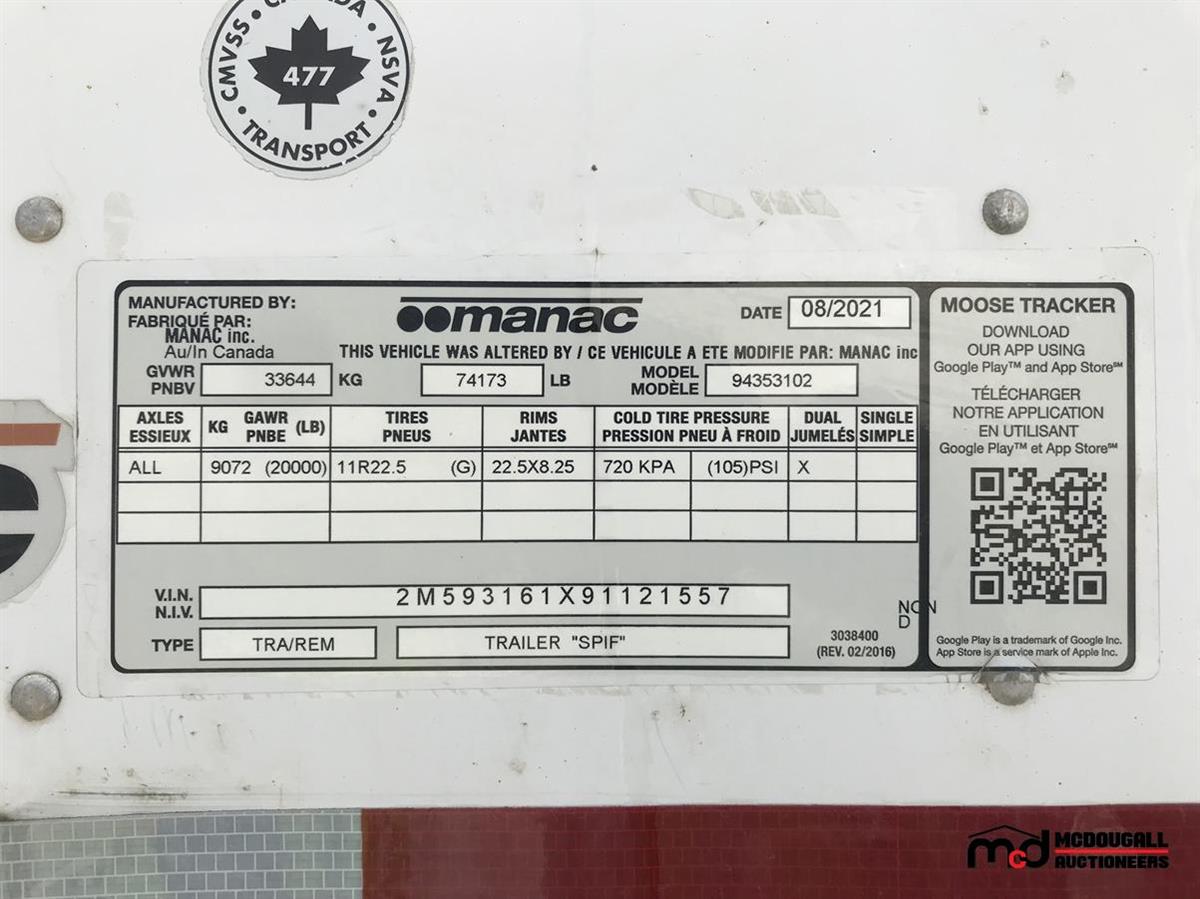 CMVSS • CANADA • NSVA • TRANSPORT •
477
MANUFACTURED BY:
FABRIQUÉ PAR:
MANAC inc.
Au/In Canada
manac
DATE 08/2021
THIS VEHICLE WAS ALTERED BY / CE VEHICULE A ETE MODIFIE PAR: MANAC inc
GVWR
PNBV
33644 KG 74173 LB
MODEL
MODÈLE
94353102
AXLES KG GAWR (LB) TIRES RIMS COLD TIRE PRESSURE DUAL SINGLE
ESSIEUX PNBE PNEUS JANTES PRESSION PNEU À FROID JUMELÉS SIMPLE
ALL 9072 (20000) 11R22.5 (G) 22.5X8.25 720 KPA (105)PSI X
V.I.N.
N.I.V.
2M593161X91121557
NON
D
TYPE TRA/REM TRAILER "SPIF"
3038400
(REV. 02/2016)
MOOSE TRACKER
DOWNLOAD
OUR APP USING
Google Play™ and App Store℠
TÉLÉCHARGER
NOTRE APPLICATION
EN UTILISANT
Google Play™ et App Store℠
Google Play is a trademark of Google Inc.
App Store is a service mark of Apple Inc.
mcd MCDOUGALL
AUCTIONEERS